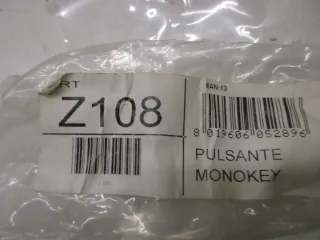 RT
Z108
EAN 13
8 019606 052896
PULSANTE
MONOKEY